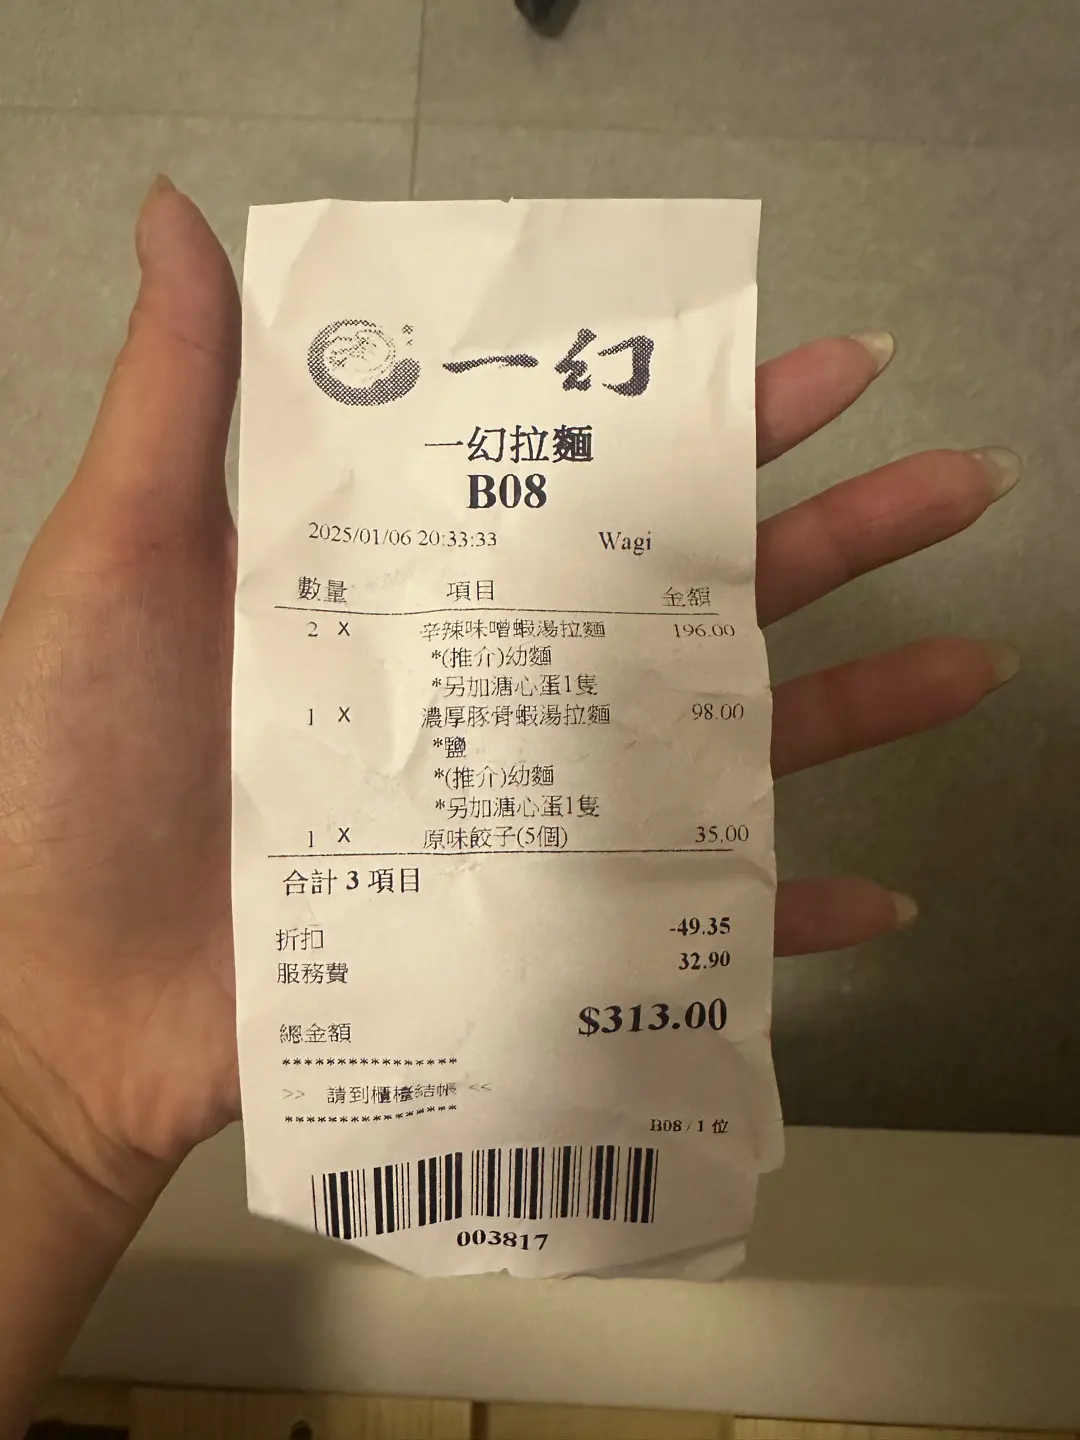 一幻
一幻拉麵
B08
2025/01/06 20:33:33 Wagi
數量 項目 金額
2 X 辛辣味噌蝦湯拉麵 196.00
*(推介)幼麵
*另加溏心蛋1隻
1 X 濃厚豚骨蝦湯拉麵 98.00
*鹽
*(推介)幼麵
*另加溏心蛋1隻
1 X 原味餃子(5個) 35.00
合計 3 項目
折扣 -49.35
服務費 32.90
總金額 $313.00
****************
>> 請到櫃檯結帳 <<
****************
B08 / 1 位
003817